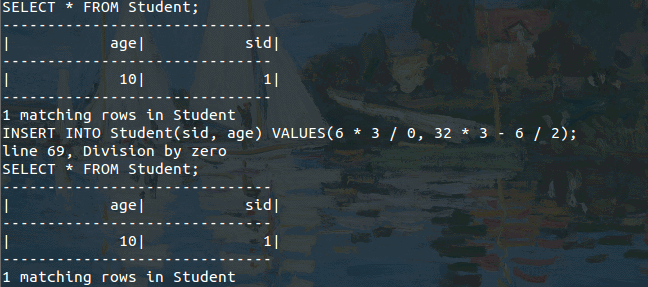 SELECT * FROM Student;
------------------------------
|            age|            sid|
------------------------------
|             10|              1|
------------------------------
1 matching rows in Student
INSERT INTO Student(sid, age) VALUES(6 * 3 / 0, 32 * 3 - 6 / 2);
line 69, Division by zero
SELECT * FROM Student;
------------------------------
|            age|            sid|
------------------------------
|             10|              1|
------------------------------
1 matching rows in Student